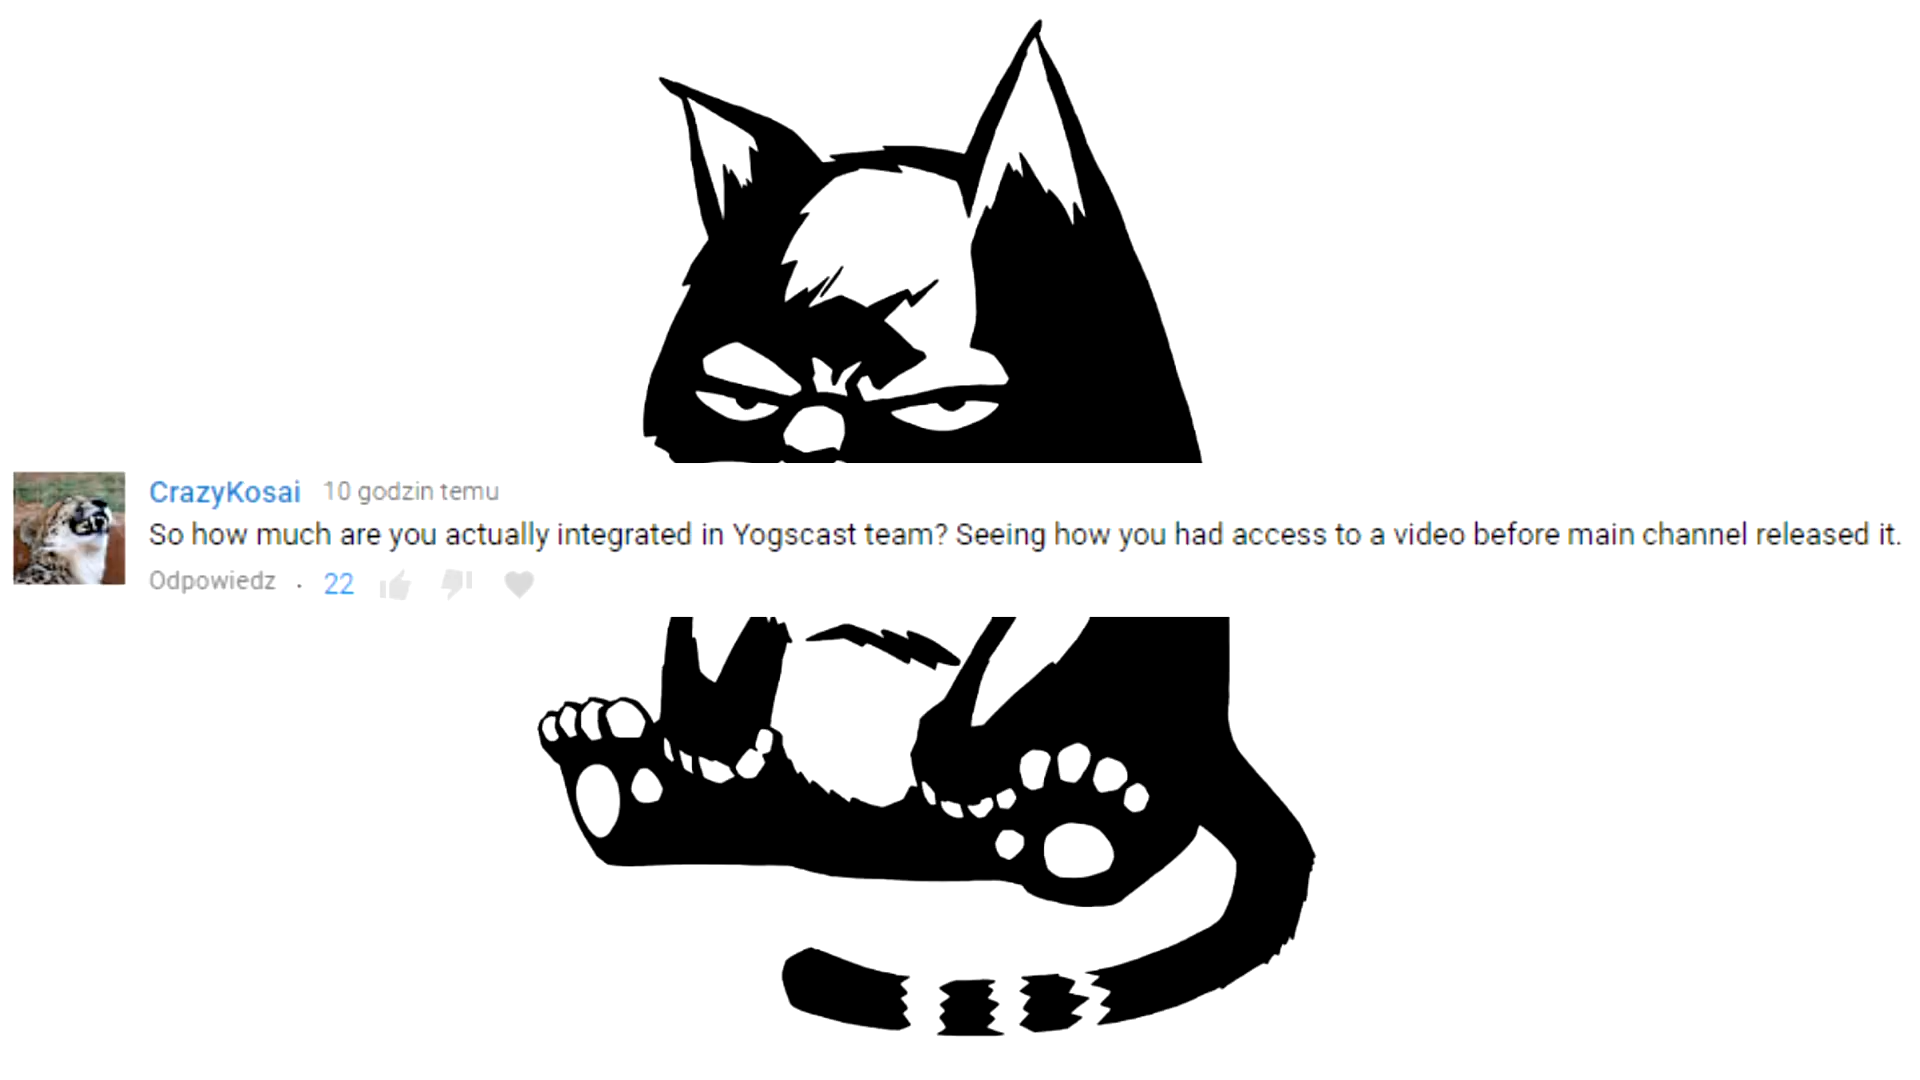 CrazyKosai 10 godzin temu
So how much are you actually integrated in Yogscast team? Seeing how you had access to a video before main channel released it.
Odpowiedz . 22